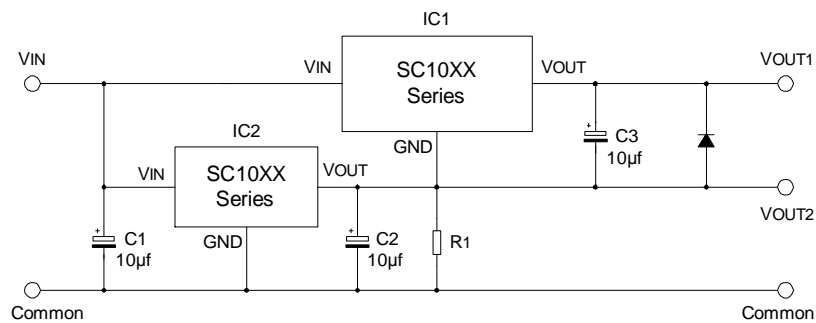 IC1
VIN
VIN
SC10XX
Series
VOUT
VOUT1
GND
IC2
VIN
SC10XX
Series
VOUT
GND
+
C3
10µf
VOUT2
+
C1
10µf
+
C2
10µf
R1
Common
Common